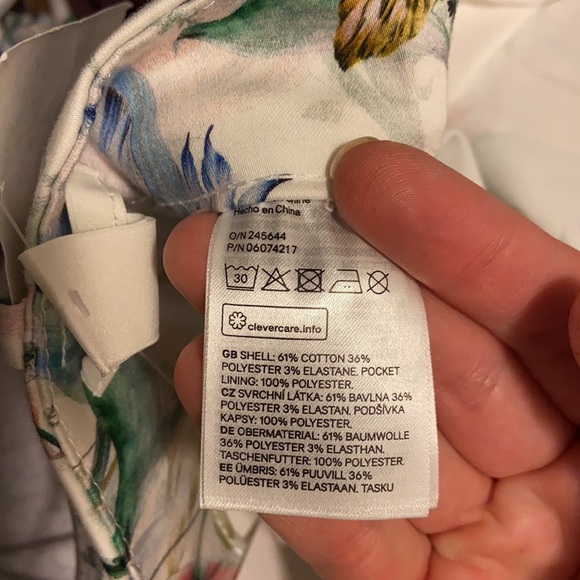 Hecho en China
O/N 245644
P/N 06074217
30
clevercare.info
GB SHELL: 61% COTTON 36%
POLYESTER 3% ELASTANE. POCKET
LINING: 100% POLYESTER.
CZ SVRCHNÍ LÁTKA: 61% BAVLNA 36%
POLYESTER 3% ELASTAN. PODŠÍVKA
KAPSY: 100% POLYESTER.
DE OBERMATERIAL: 61% BAUMWOLLE
36% POLYESTER 3% ELASTHAN.
TASCHENFUTTER: 100% POLYESTER.
EE ÜMBRIS: 61% PUUVILL 36%
POLÜESTER 3% ELASTAAN. TASKU